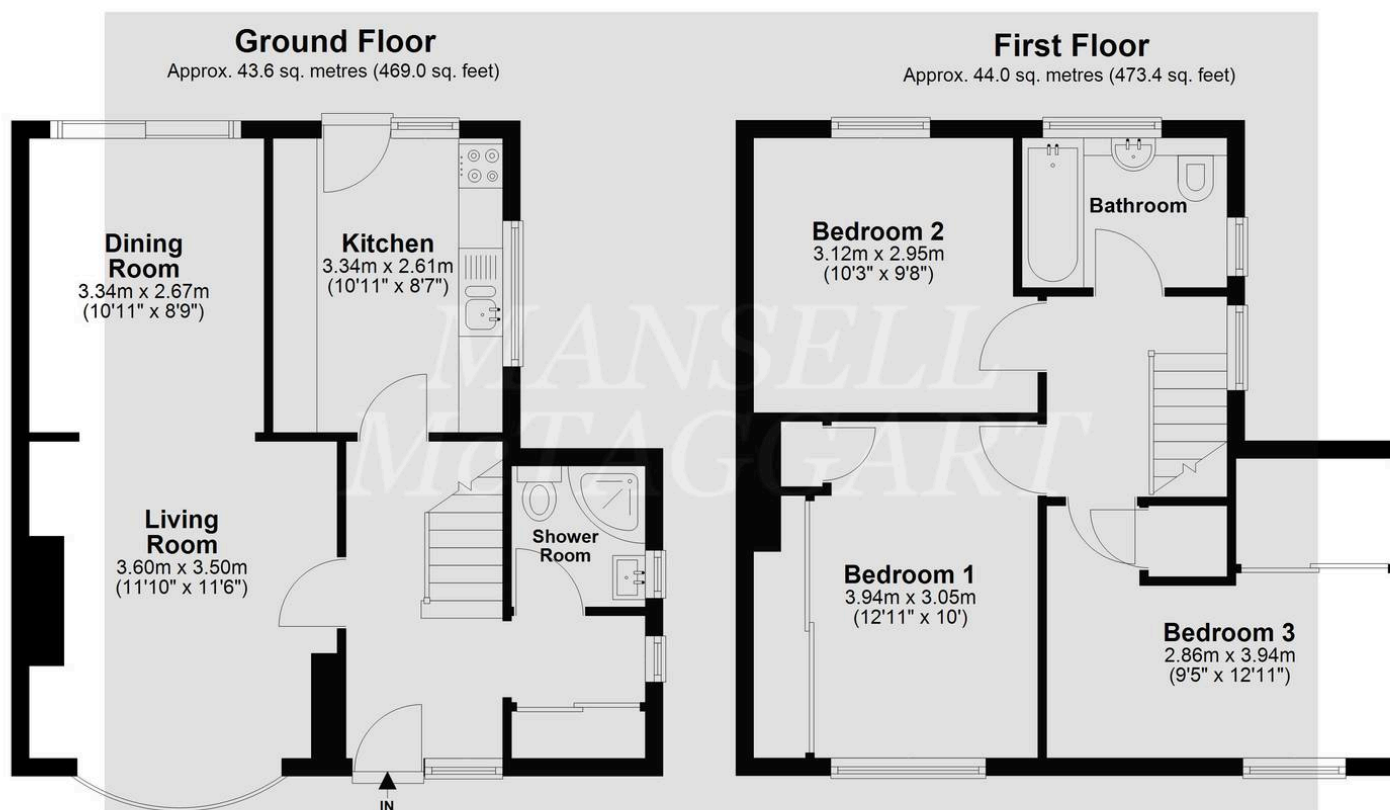 Ground Floor
Approx. 43.6 sq. metres (469.0 sq. feet)
First Floor
Approx. 44.0 sq. metres (473.4 sq. feet)
Dining
Room
3.34m x 2.67m
(10'11" x 8'9")
Kitchen
3.34m x 2.61m
(10'11" x 8'7")
Living
Room
3.60m x 3.50m
(11'10" x 11'6")
Shower
Room
IN
Bedroom 2
3.12m x 2.95m
(10'3" x 9'8")
Bathroom
Bedroom 1
3.94m x 3.05m
(12'11" x 10')
Bedroom 3
2.86m x 3.94m
(9'5" x 12'11")
MANSELL
McTAGGART